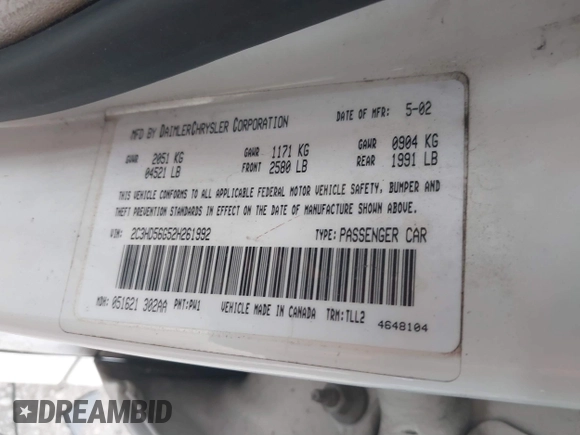 MFD BY DAIMLERCHRYSLER CORPORATION DATE OF MFR: 5-02
GVWR 2051 KG GAWR 1171 KG GAWR 0904 KG
04521 LB FRONT 2580 LB REAR 1991 LB
THIS VEHICLE CONFORMS TO ALL APPLICABLE FEDERAL MOTOR VEHICLE SAFETY, BUMPER AND
THEFT PREVENTION STANDARDS IN EFFECT ON THE DATE OF MANUFACTURE SHOWN ABOVE.
VIN: 2C3HD56G52H261992 TYPE: PASSENGER CAR
MDH: 051621 302AA PNT: PW1 VEHICLE MADE IN CANADA TRM: TLL2
4648104
DREAMBID